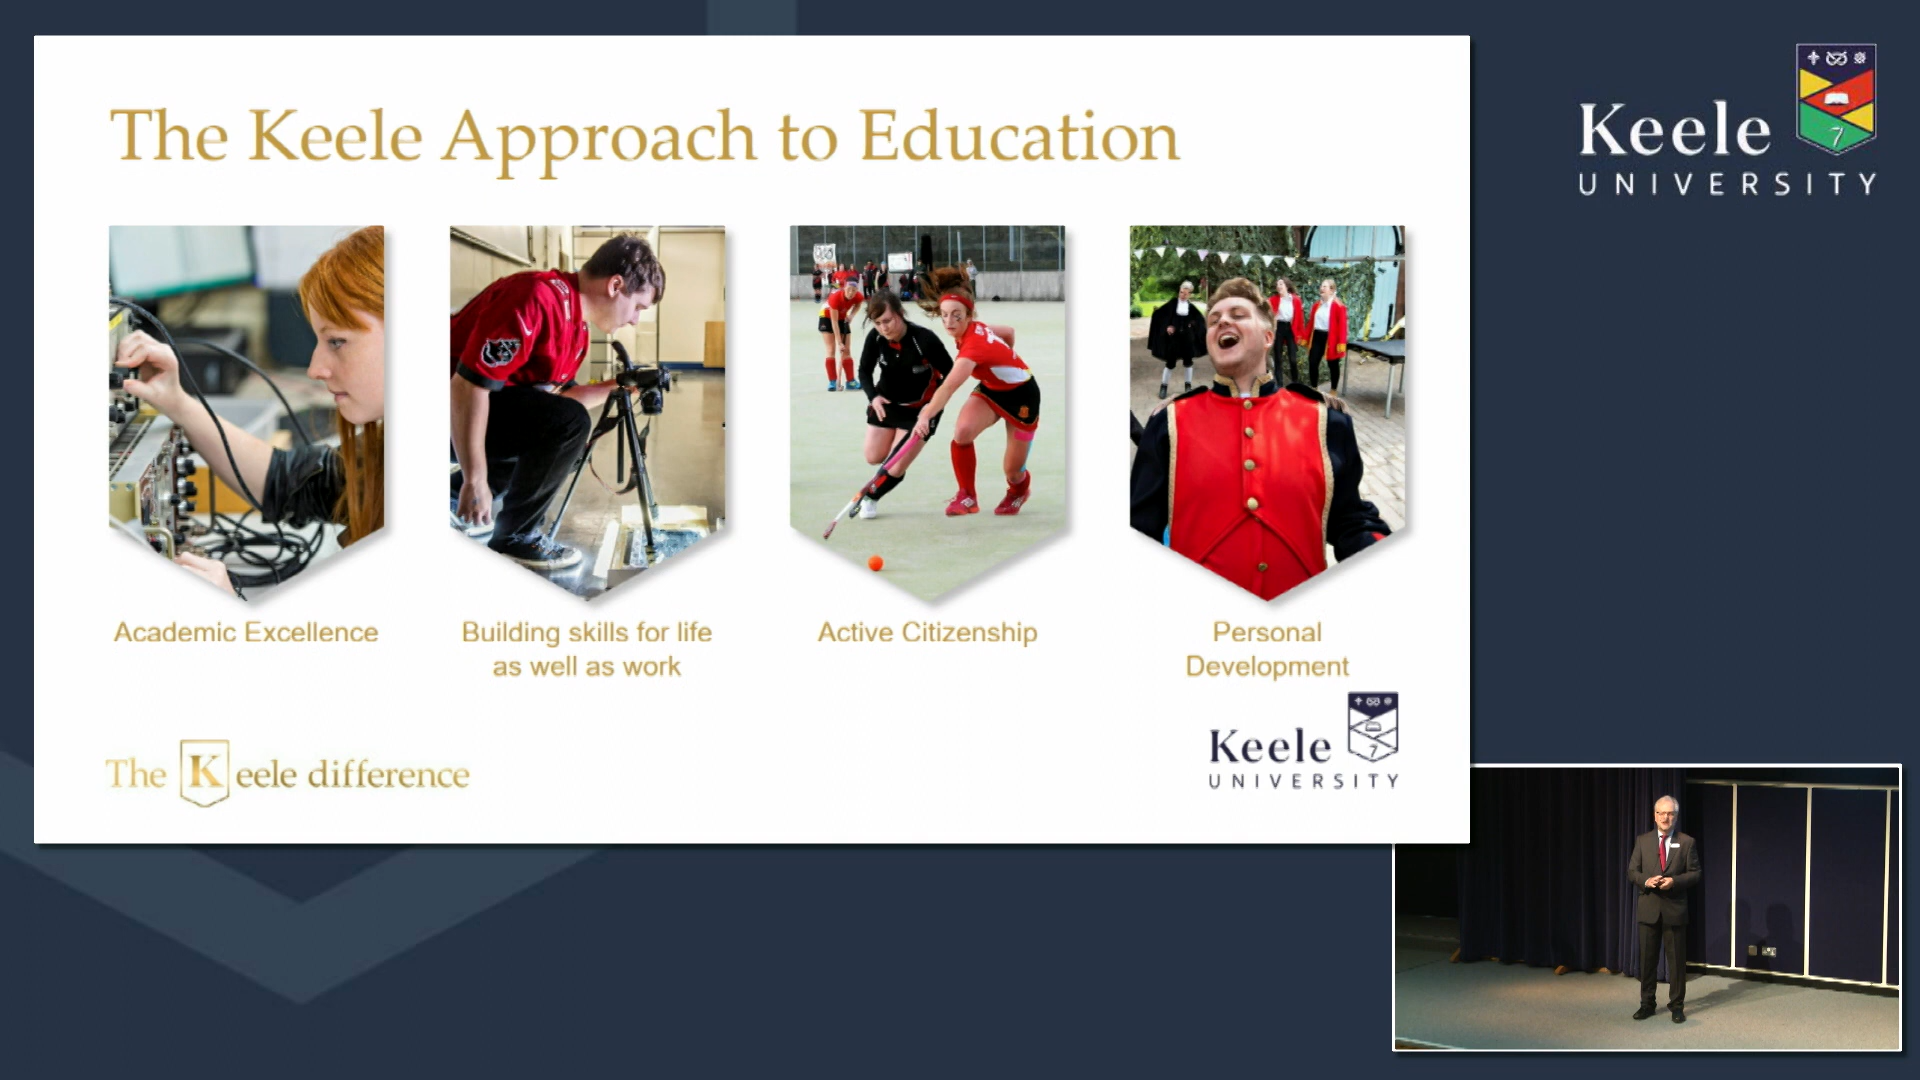 The Keele Approach to Education
Academic Excellence
Building skills for life
as well as work
Active Citizenship
Personal
Development
The Keele difference
Keele
UNIVERSITY
Keele
UNIVERSITY